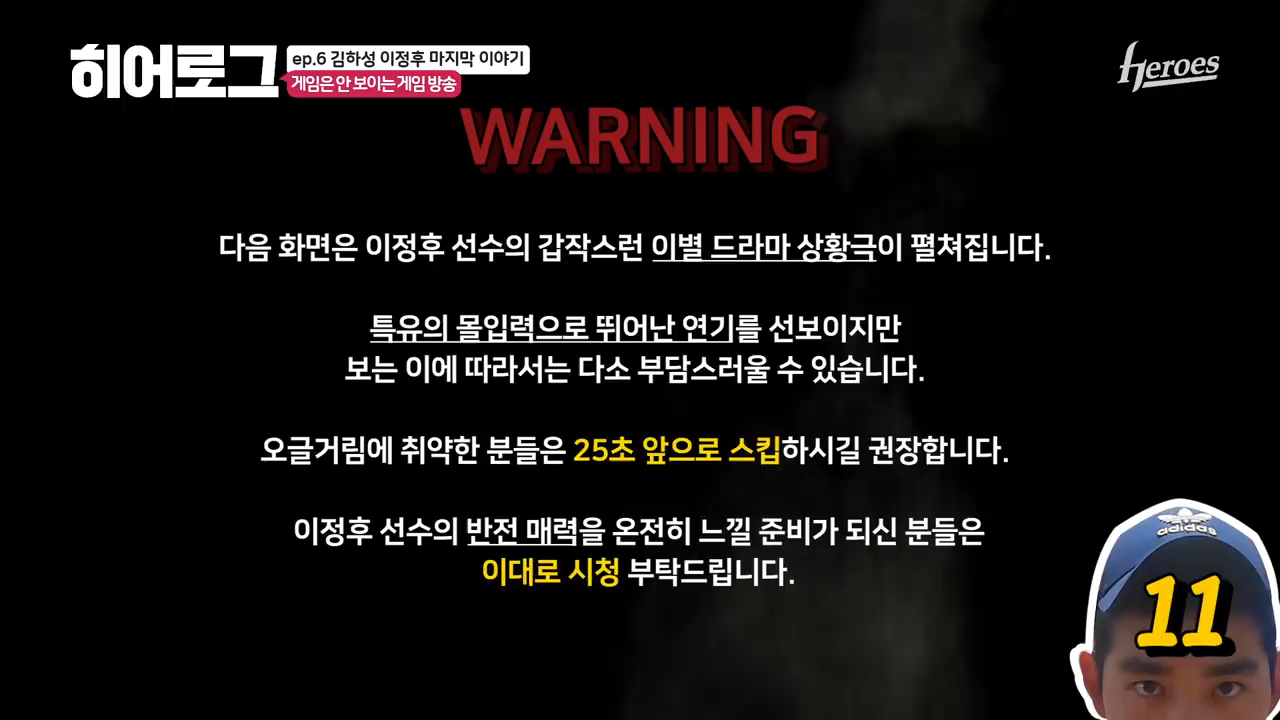 히어로그
ep.6 김하성 이정후 마지막 이야기
게임은 안 보이는 게임 방송
Heroes
WARNING
다음 화면은 이정후 선수의 갑작스런 이별 드라마 상황극이 펼쳐집니다.
특유의 몰입력으로 뛰어난 연기를 선보이지만
보는 이에 따라서는 다소 부담스러울 수 있습니다.
오글거림에 취약한 분들은 25초 앞으로 스킵하시길 권장합니다.
이정후 선수의 반전 매력을 온전히 느낄 준비가 되신 분들은
이대로 시청 부탁드립니다.
adidas
11